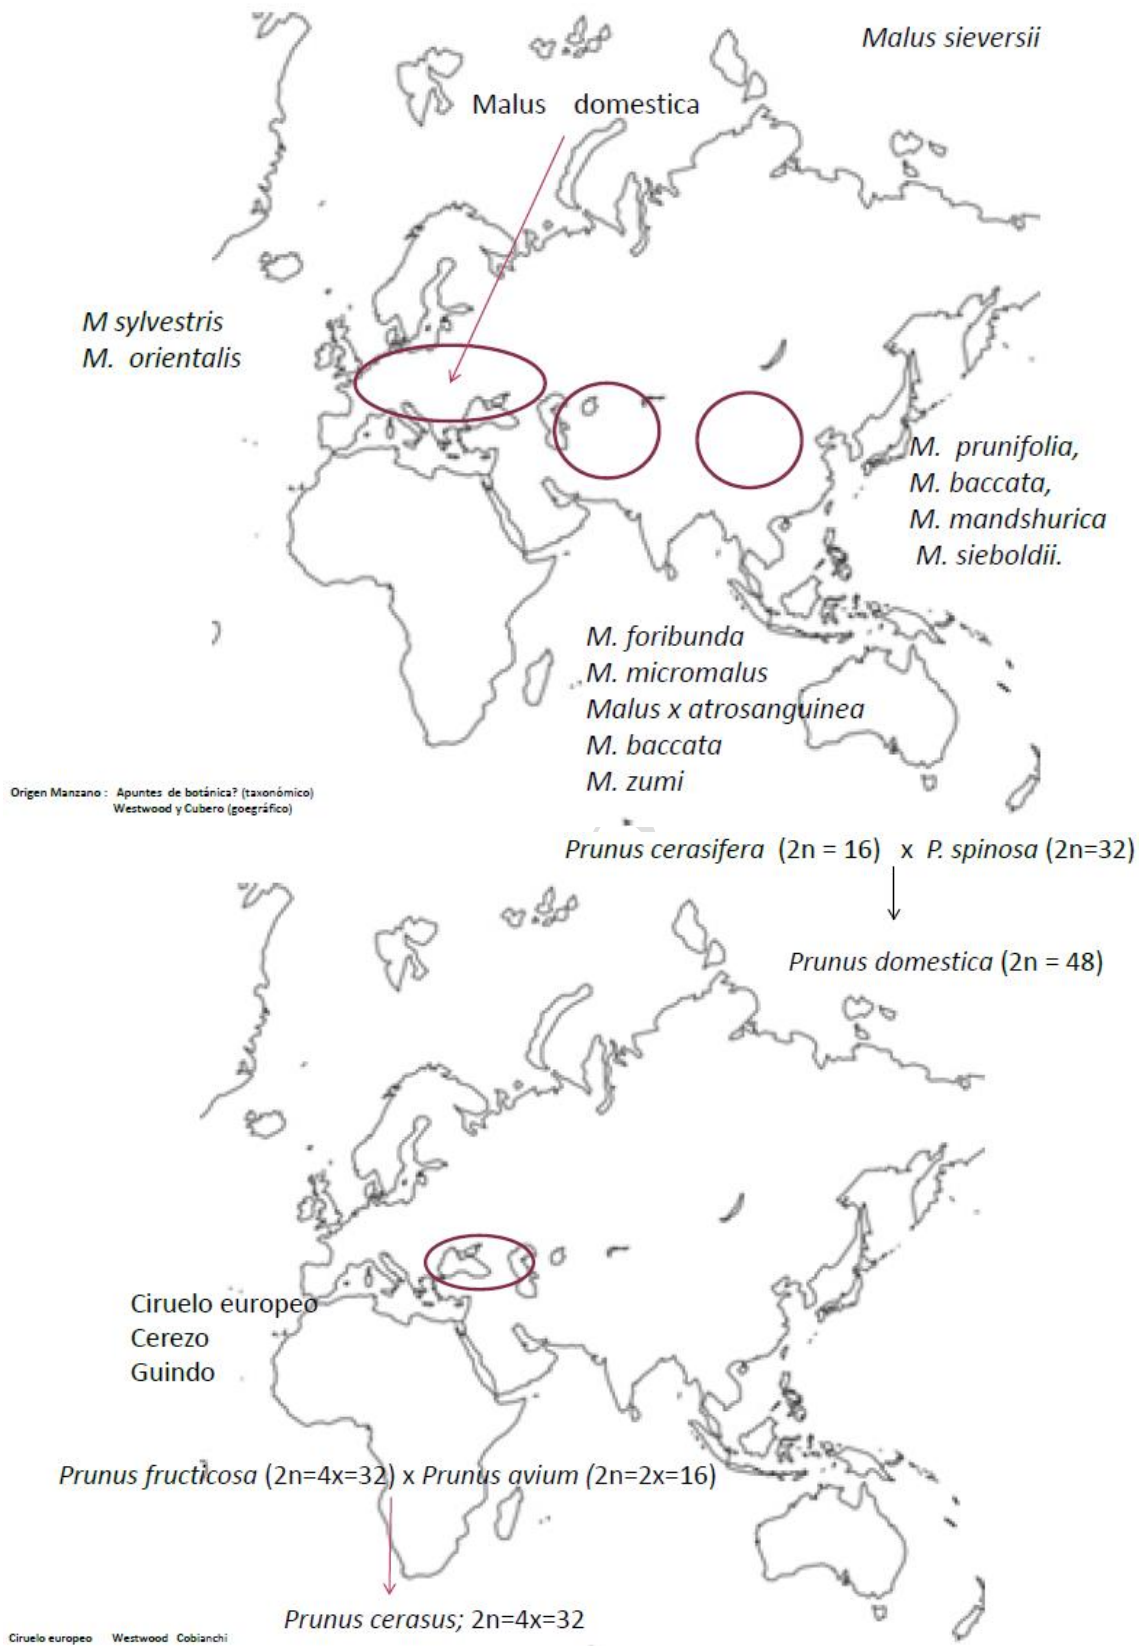 Malus sieversii
Malus domestica
M sylvestris
M. orientalis
M. prunifolia,
M. baccata,
M. mandshurica
M. sieboldii.
M. foribunda
M. micromalus
Malus x atrosanguinea
M. baccata
M. zumi
Origen Manzano : Apuntes de botánica? (taxonómico)
Westwood y Cubero (goegráfico)
Prunus cerasifera (2n = 16) x P. spinosa (2n=32)
Prunus domestica (2n = 48)
Ciruelo europeo
Cerezo
Guindo
Prunus fructicosa (2n=4x=32) x Prunus avium (2n=2x=16)
Prunus cerasus; 2n=4x=32
Ciruelo europeo Westwood Cobianchi